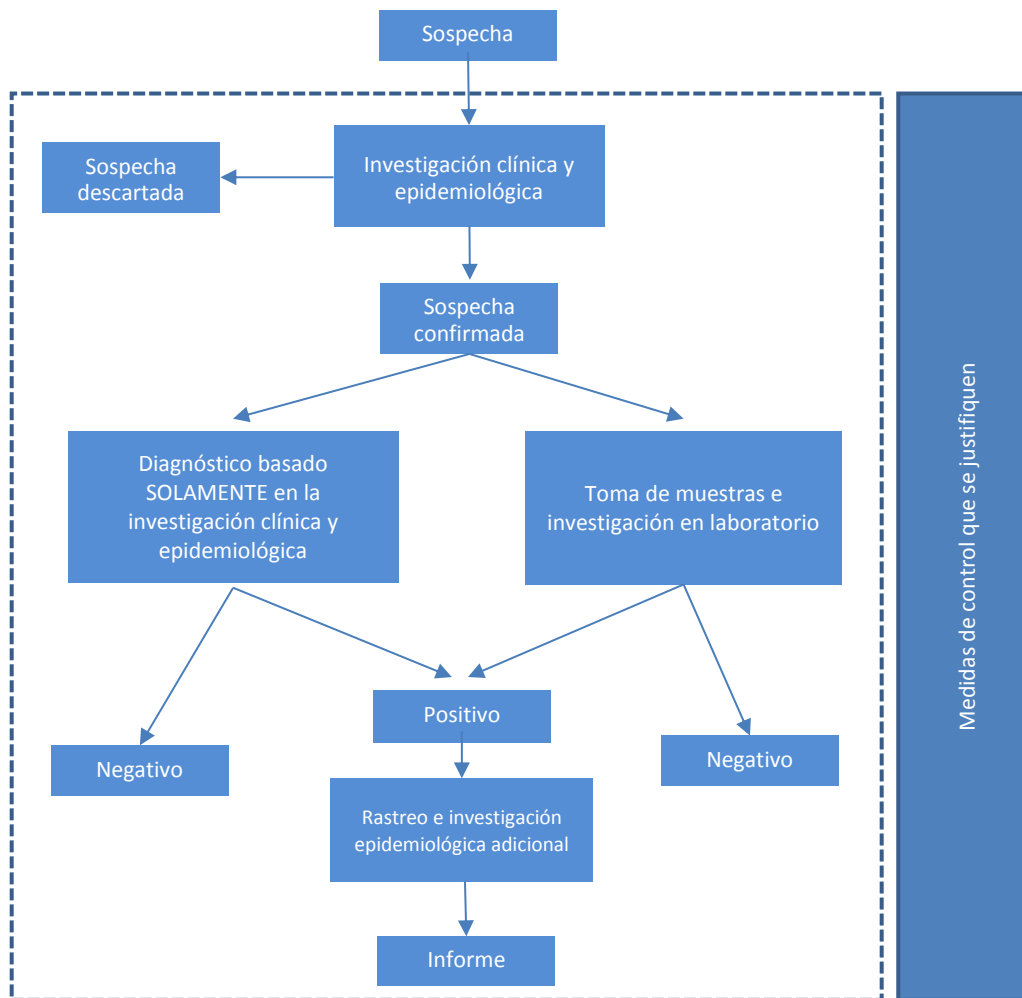 Sospecha
Investigación clínica y
epidemiológica
Sospecha
descartada
Sospecha
confirmada
Diagnóstico basado
SOLAMENTE en la
investigación clínica y
epidemiológica
Toma de muestras e
investigación en laboratorio
Positivo
Negativo
Negativo
Rastreo e investigación
epidemiológica adicional
Informe
Medidas de control que se justifiquen